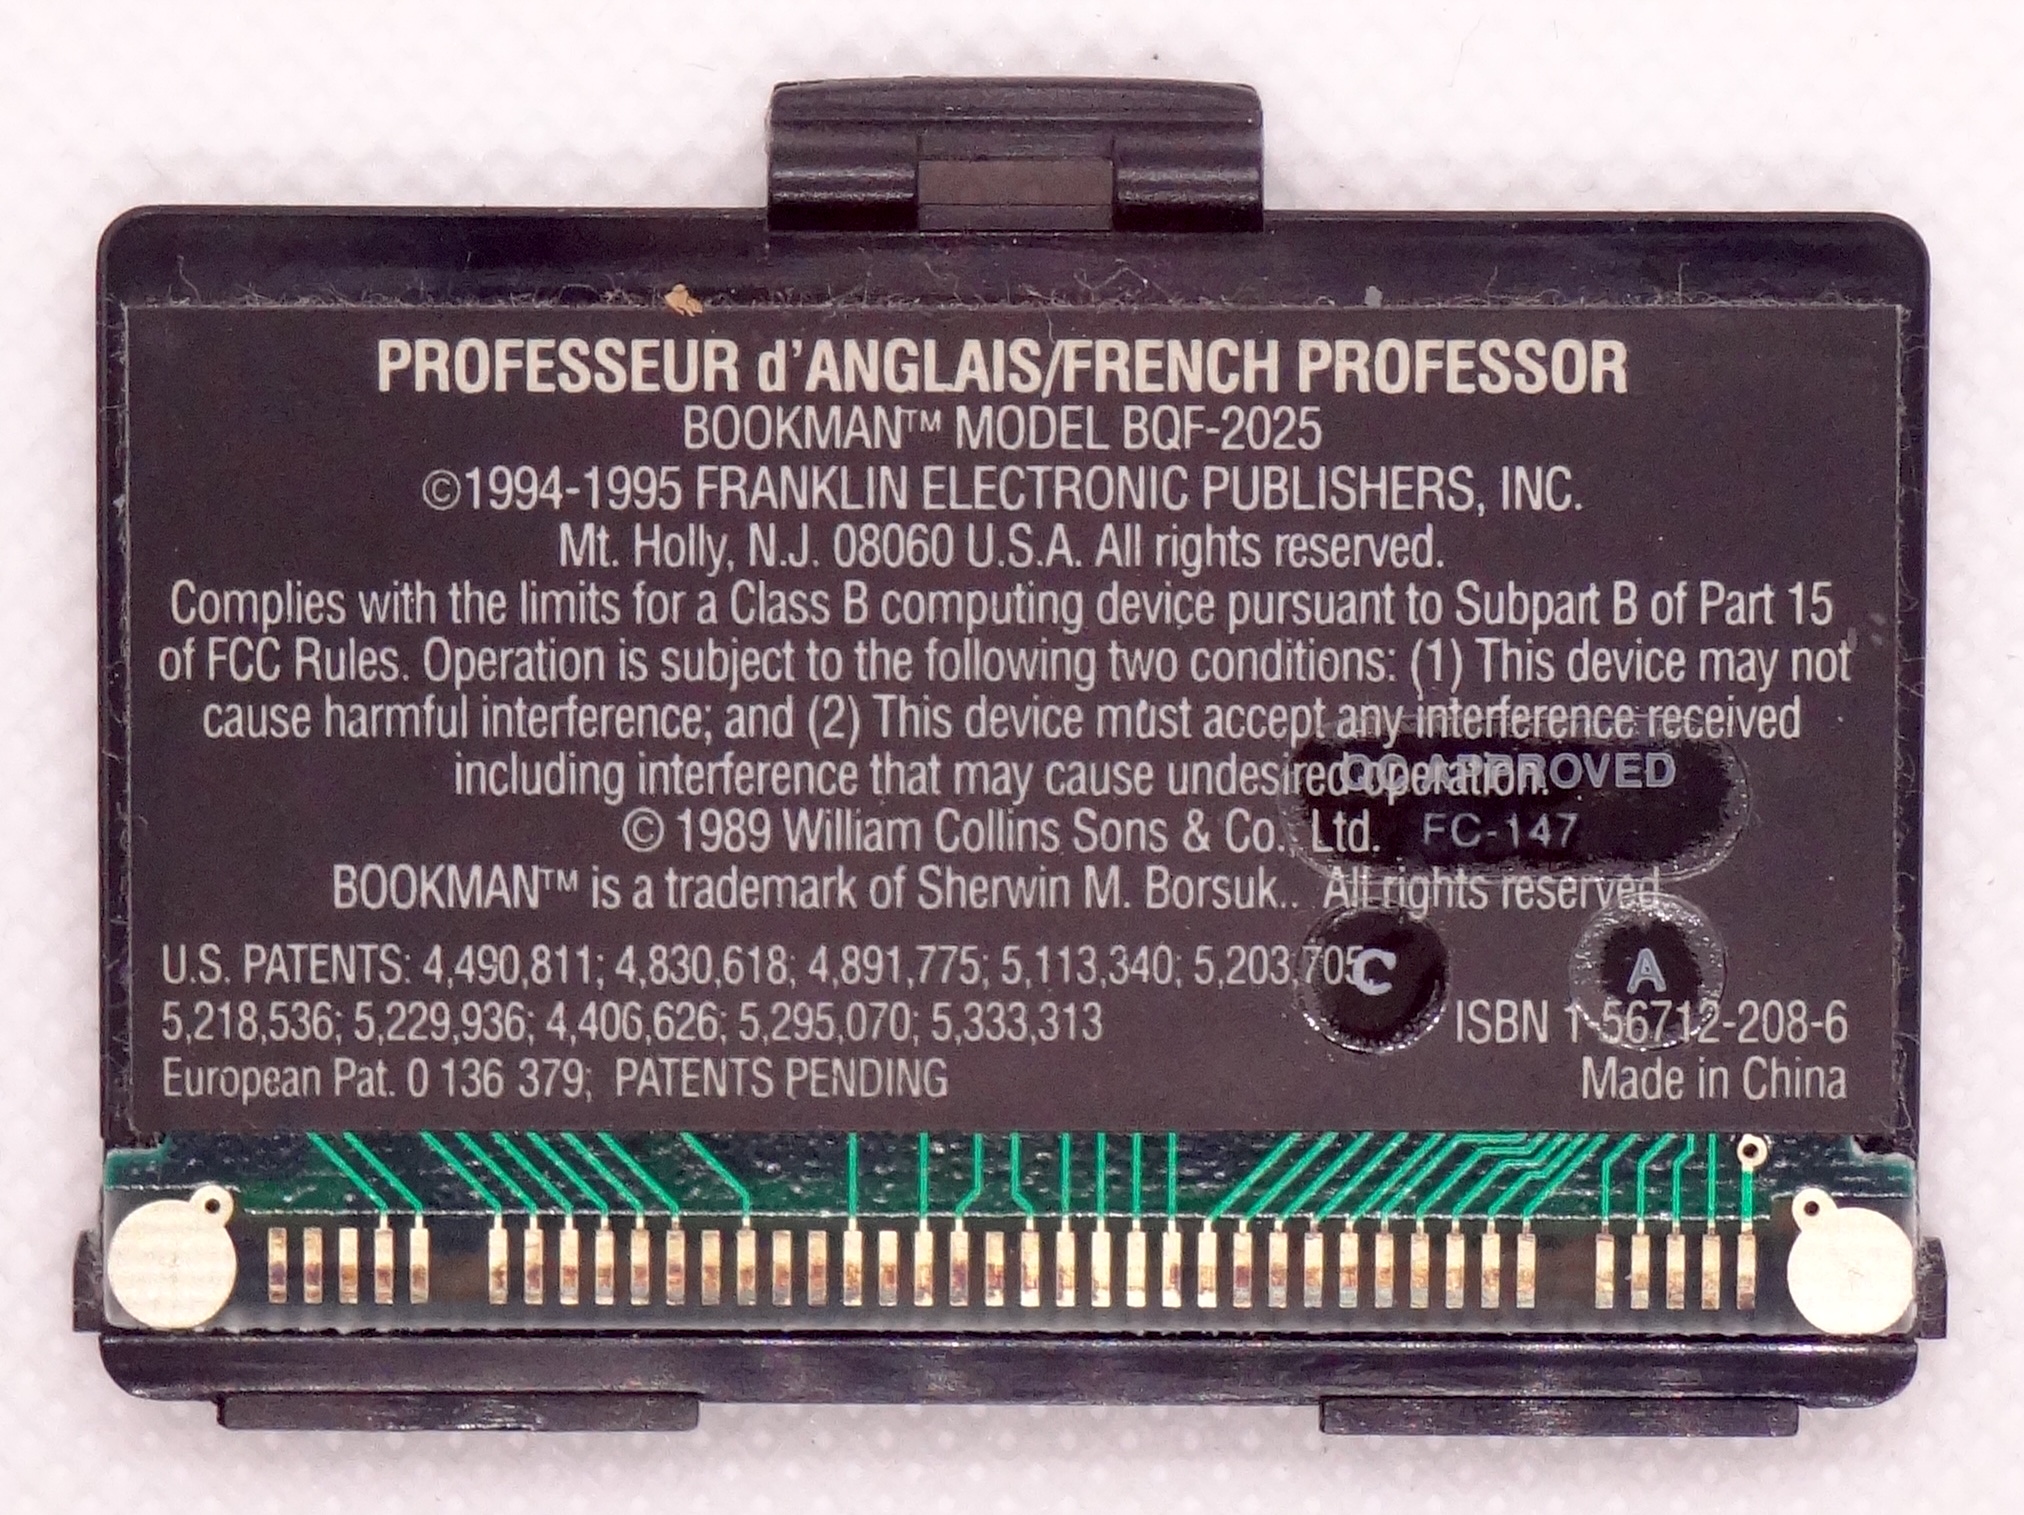 PROFESSEUR d'ANGLAIS/FRENCH PROFESSOR
BOOKMAN™ MODEL BQF-2025
©1994-1995 FRANKLIN ELECTRONIC PUBLISHERS, INC.
Mt. Holly, N.J. 08060 U.S.A. All rights reserved.
Complies with the limits for a Class B computing device pursuant to Subpart B of Part 15
of FCC Rules. Operation is subject to the following two conditions: (1) This device may not
cause harmful interference; and (2) This device must accept any interference received
including interference that may cause undesired operation.
QC APPROVED
© 1989 William Collins Sons & Co., Ltd.
FC-147
BOOKMAN™ is a trademark of Sherwin M. Borsuk.. All rights reserved.
U.S. PATENTS: 4,490,811; 4,830,618; 4,891,775; 5,113,340; 5,203,705
C
A
5,218,536; 5,229,936; 4,406,626; 5,295,070; 5,333,313
ISBN 1-56712-208-6
European Pat. 0 136 379; PATENTS PENDING
Made in China